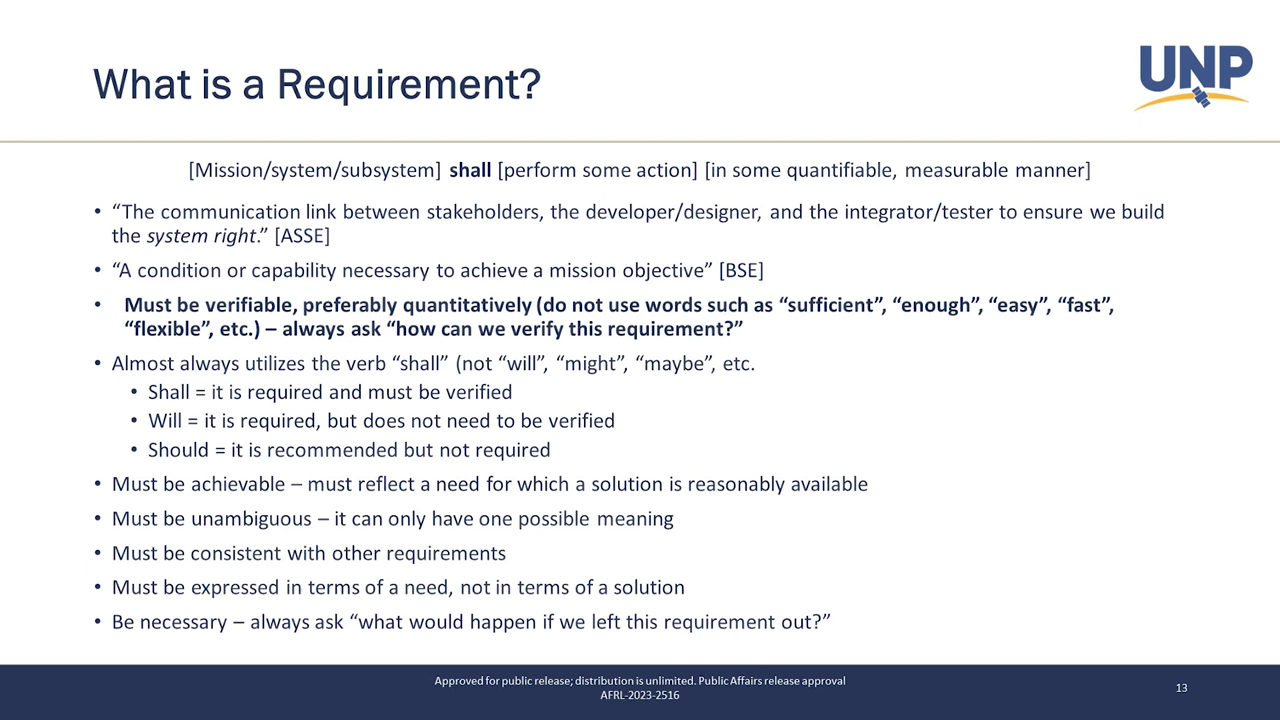 What is a Requirement?
UNP
[Mission/system/subsystem] shall [perform some action] [in some quantifiable, measurable manner]
• “The communication link between stakeholders, the developer/designer, and the integrator/tester to ensure we build
the system right.” [ASSE]
• “A condition or capability necessary to achieve a mission objective” [BSE]
• Must be verifiable, preferably quantitatively (do not use words such as “sufficient”, “enough”, “easy”, “fast”,
“flexible”, etc.) – always ask “how can we verify this requirement?”
• Almost always utilizes the verb “shall” (not “will”, “might”, “maybe”, etc.
• Shall = it is required and must be verified
• Will = it is required, but does not need to be verified
• Should = it is recommended but not required
• Must be achievable – must reflect a need for which a solution is reasonably available
• Must be unambiguous – it can only have one possible meaning
• Must be consistent with other requirements
• Must be expressed in terms of a need, not in terms of a solution
• Be necessary – always ask “what would happen if we left this requirement out?”
Approved for public release; distribution is unlimited. Public Affairs release approval
AFRL-2023-2516
13